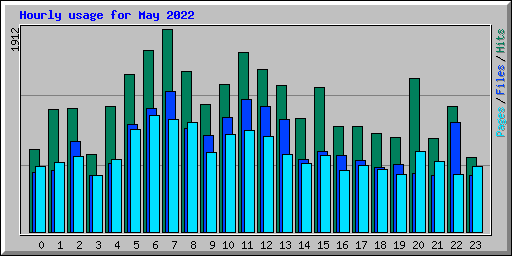 Hourly usage for May 2022
1912
Pages / Files / Hits
0 1 2 3 4 5 6 7 8 9 10 11 12 13 14 15 16 17 18 19 20 21 22 23